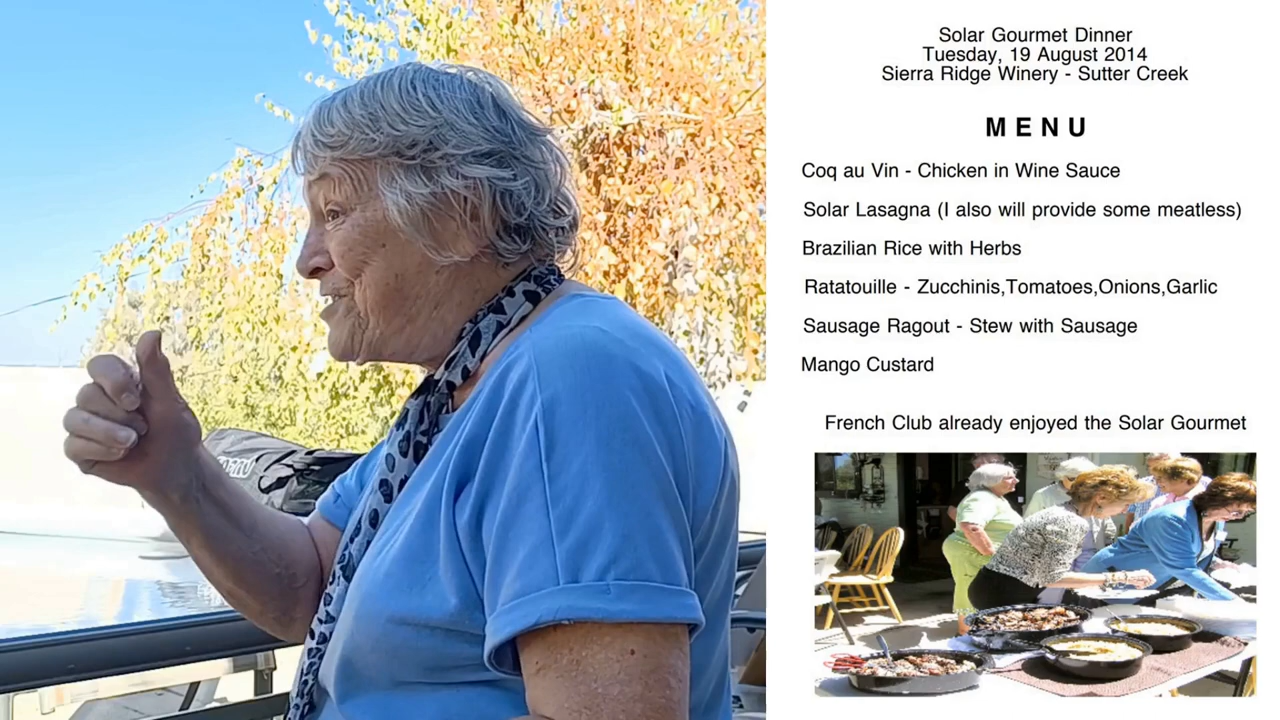 Solar Gourmet Dinner
Tuesday, 19 August 2014
Sierra Ridge Winery - Sutter Creek
MENU
Coq au Vin - Chicken in Wine Sauce
Solar Lasagna (I also will provide some meatless)
Brazilian Rice with Herbs
Ratatouille - Zucchinis,Tomatoes,Onions,Garlic
Sausage Ragout - Stew with Sausage
Mango Custard
French Club already enjoyed the Solar Gourmet